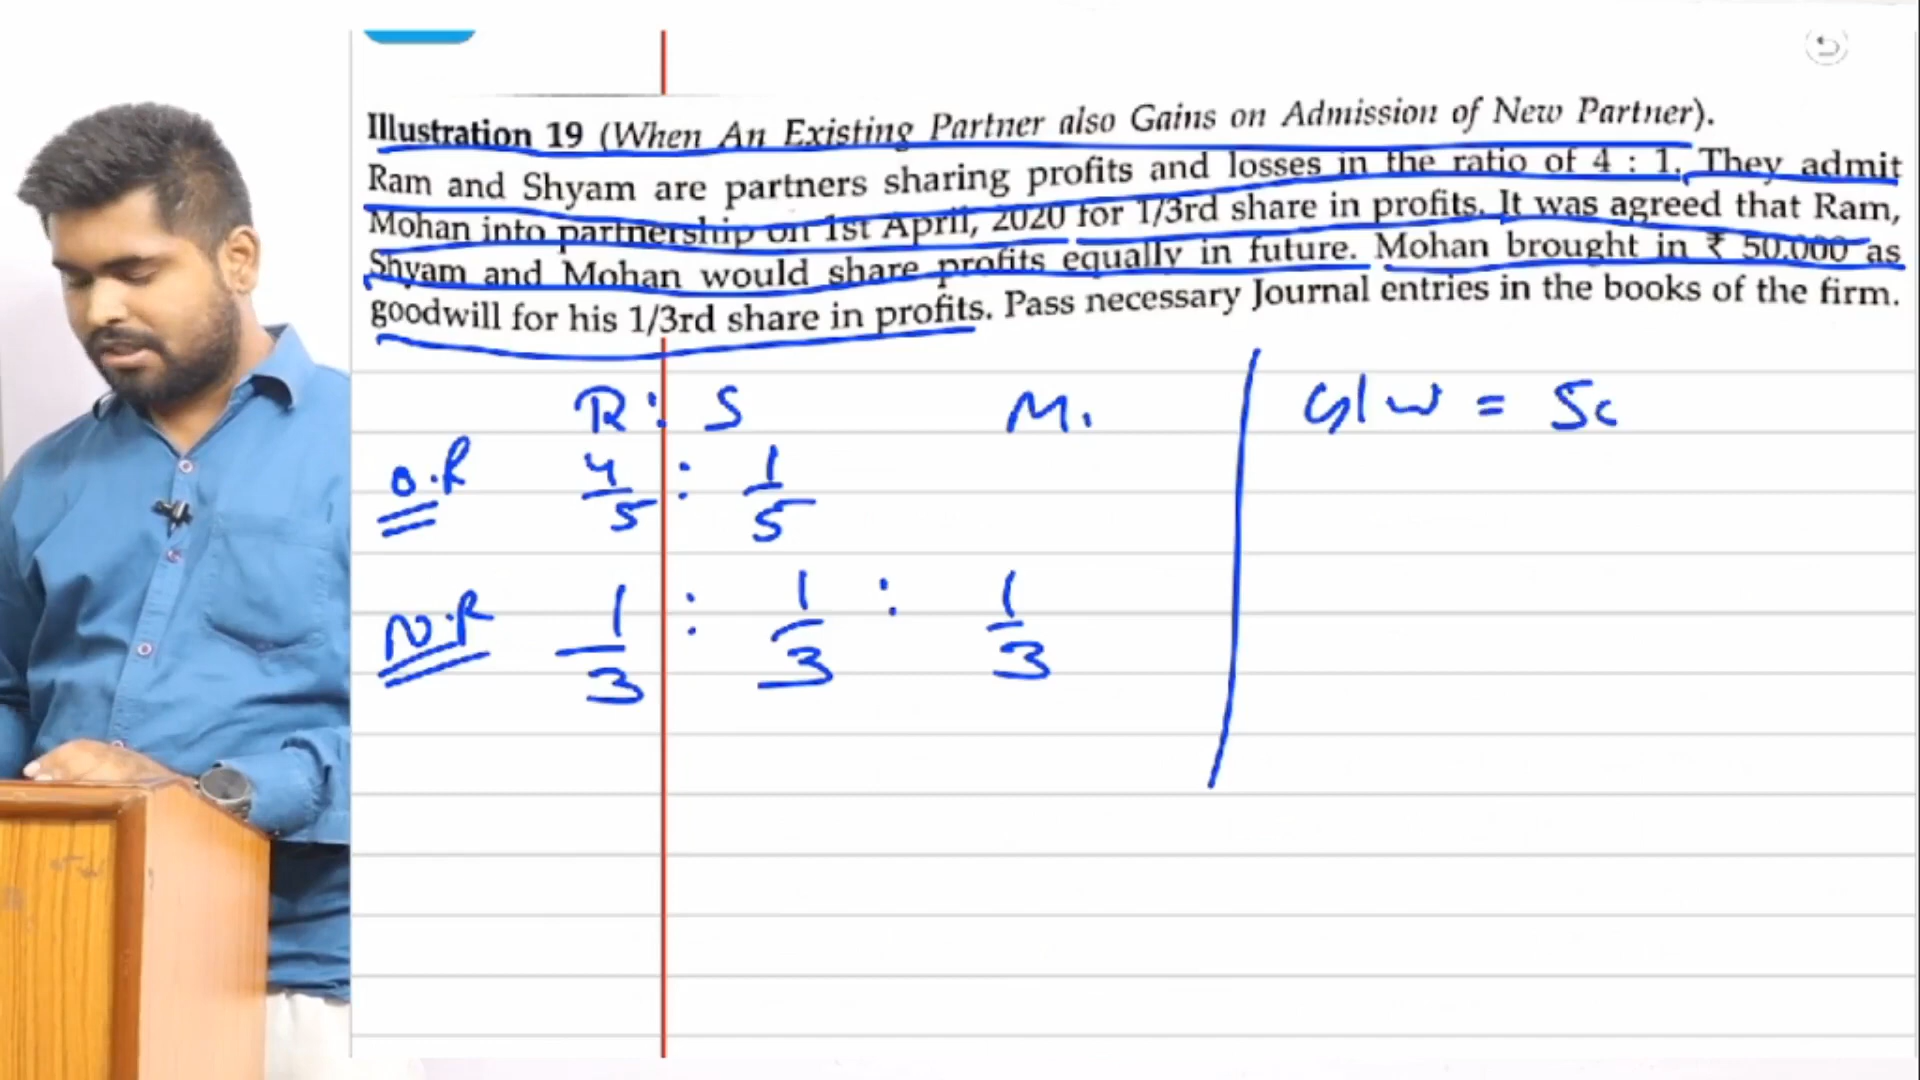 Illustration 19 (When An Existing Partner also Gains on Admission of New Partner).
Ram and Shyam are partners sharing profits and losses in the ratio of 4 : 1. They admit
Mohan into partnership on 1st April, 2020 for 1/3rd share in profits. It was agreed that Ram,
Shyam and Mohan would share profits equally in future. Mohan brought in ₹ 50,000 as
goodwill for his 1/3rd share in profits. Pass necessary Journal entries in the books of the firm.
R : S M.
G/W =
O.R 4/5 : 1/5
N.R 1/3 : 1/3 : 1/3